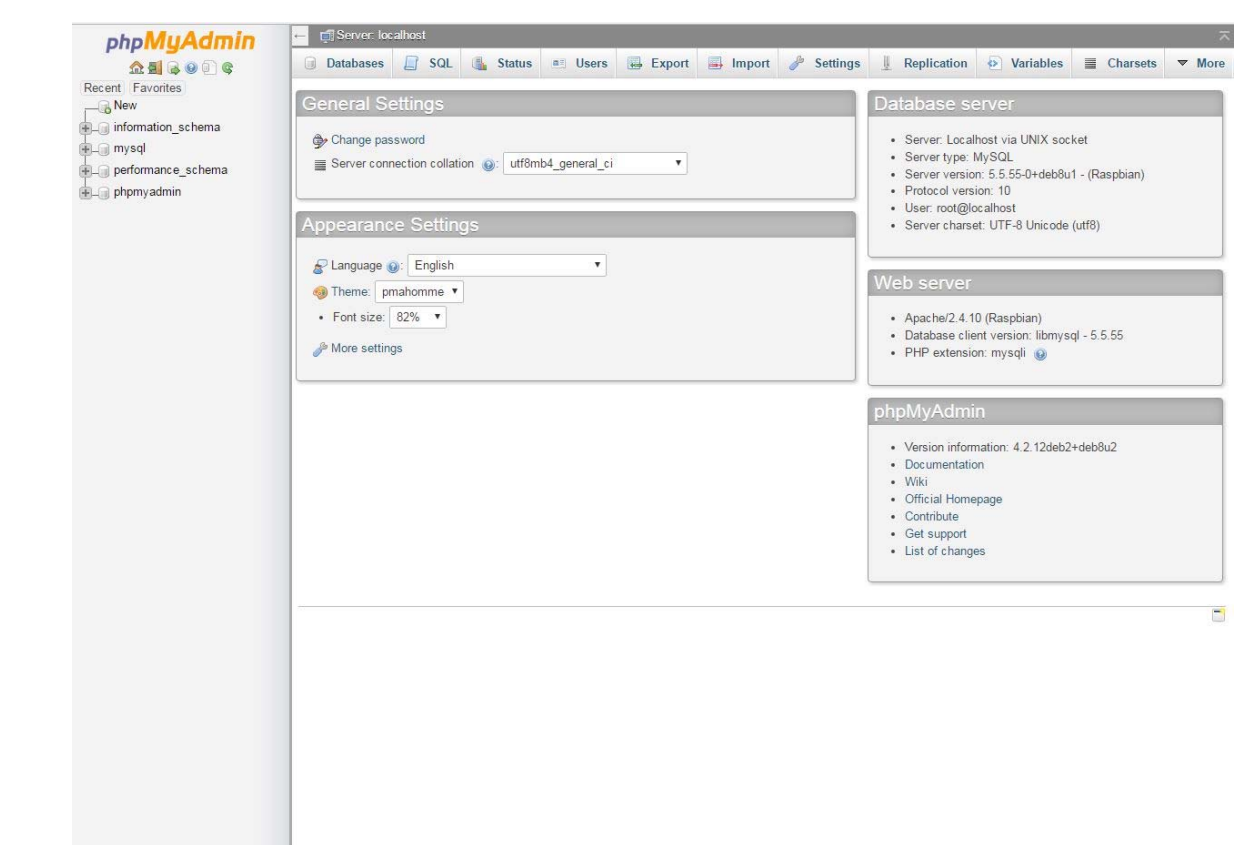 phpMyAdmin
Recent Favorites
New
information_schema
mysql
performance_schema
phpmyadmin
Server: localhost
Databases SQL Status Users Export Import Settings Replication Variables Charsets More
General Settings
Change password
Server connection collation : utf8mb4_general_ci
Appearance Settings
Language : English
Theme: pmahomme
Font size: 82%
More settings
Database server
Server: Localhost via UNIX socket
Server type: MySQL
Server version: 5.5.55-0+deb8u1 - (Raspbian)
Protocol version: 10
User: root@localhost
Server charset: UTF-8 Unicode (utf8)
Web server
Apache/2.4.10 (Raspbian)
Database client version: libmysql - 5.5.55
PHP extension: mysqli
phpMyAdmin
Version information: 4.2.12deb2+deb8u2
Documentation
Wiki
Official Homepage
Contribute
Get support
List of changes